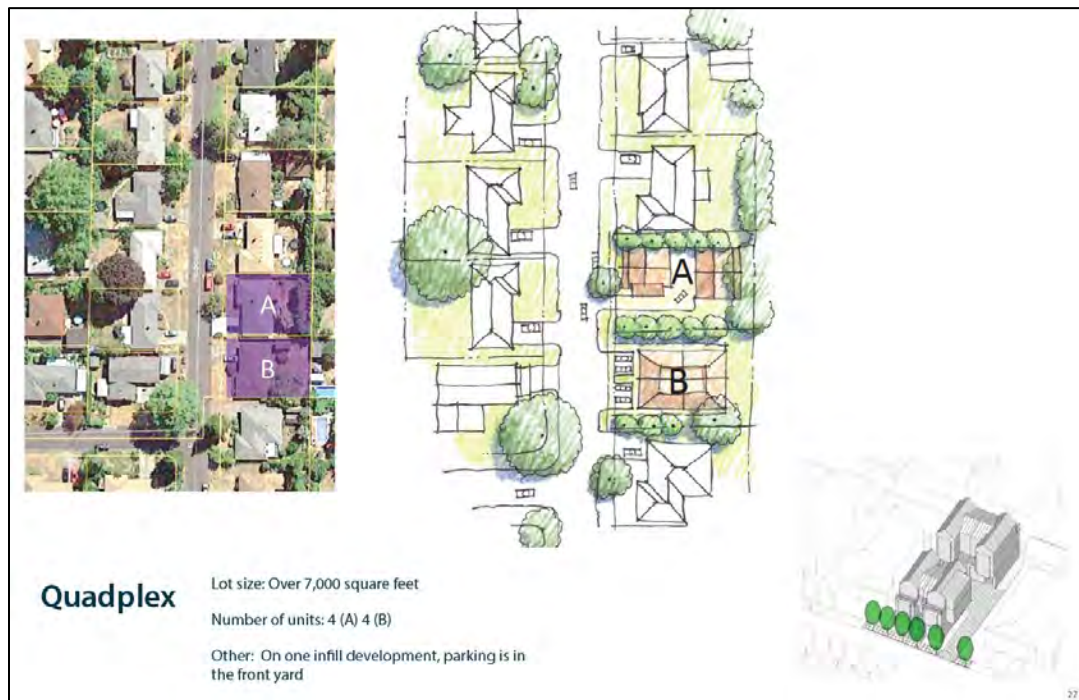 A
B
A
B
Quadplex
Lot size: Over 7,000 square feet
Number of units: 4 (A) 4 (B)
Other: On one infill development, parking is in
the front yard
27